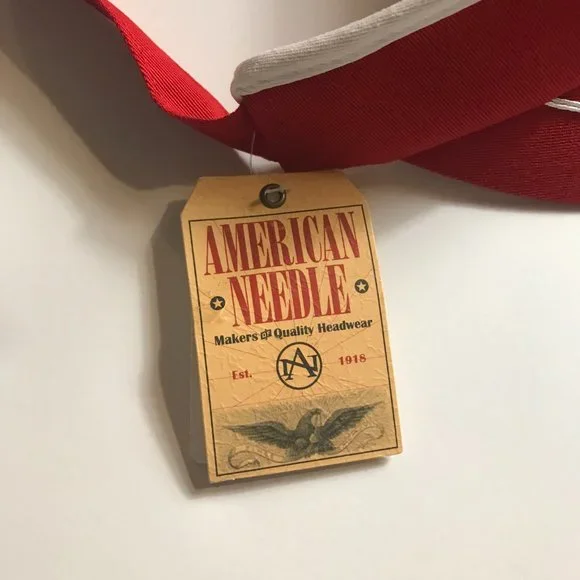 AMERICAN
NEEDLE
Makers of Quality Headwear
AN
Est. 1918